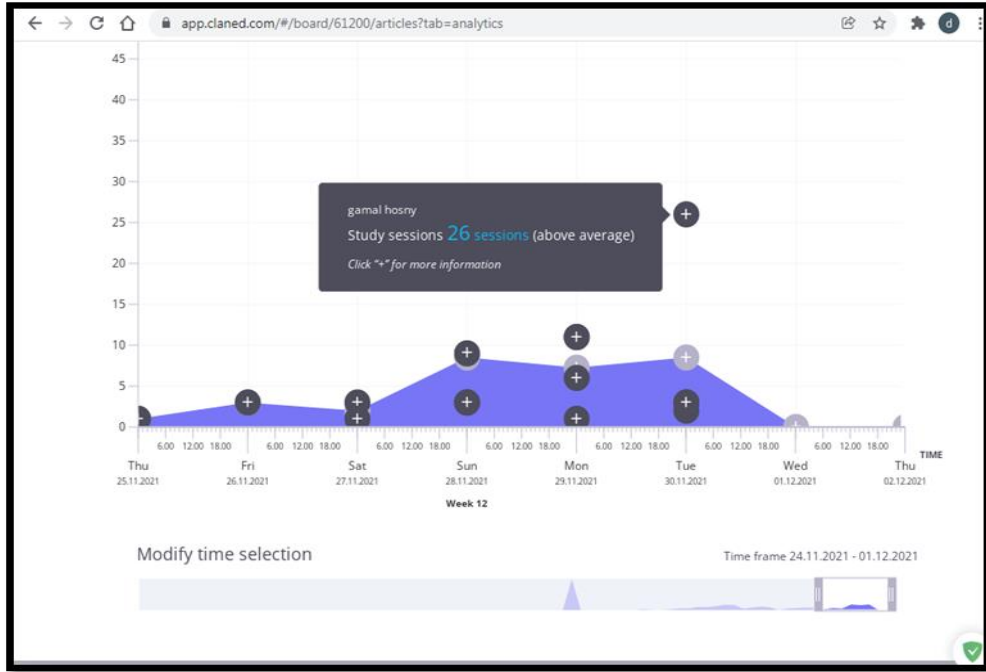 app.claned.com/#/board/61200/articles?tab=analytics
d
45
40
35
30
25
20
15
10
5
0
gamal hosny
Study sessions 26 sessions (above average)
Click "+" for more information
6.00 12.00 18.00 6.00 12.00 18.00 6.00 12.00 18.00 6.00 12.00 18.00 6.00 12.00 18.00 6.00 12.00 18.00 6.00 12.00 18.00
TIME
Thu Fri Sat Sun Mon Tue Wed Thu
25.11.2021 26.11.2021 27.11.2021 28.11.2021 29.11.2021 30.11.2021 01.12.2021 02.12.2021
Week 12
Modify time selection
Time frame 24.11.2021 - 01.12.2021